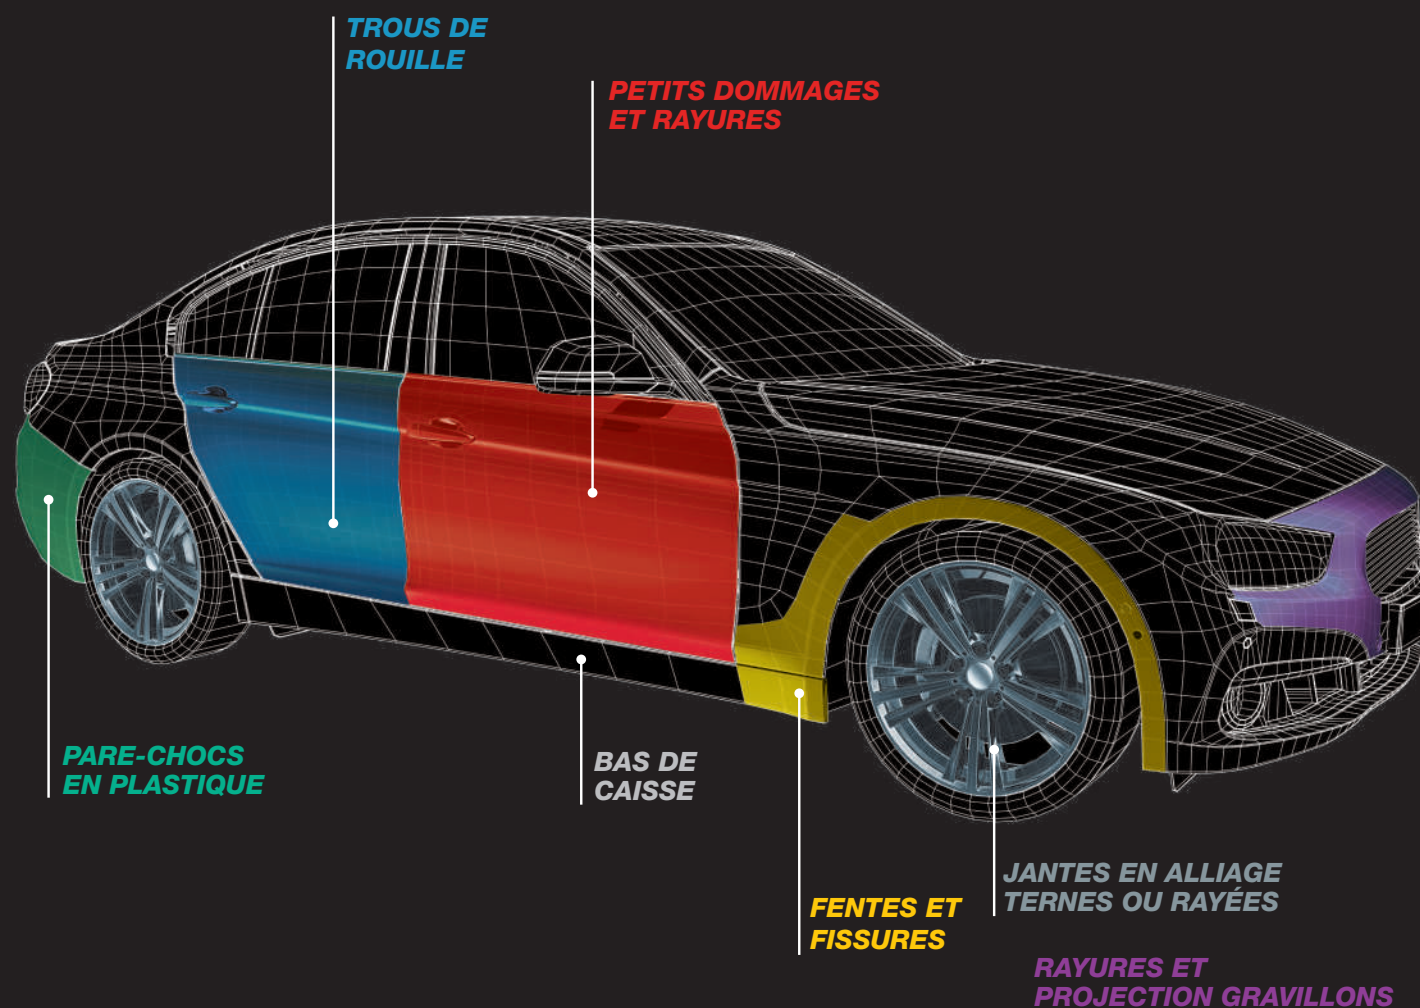 TROUS DE
ROUILLE
PETITS DOMMAGES
ET RAYURES
PARE-CHOCS
EN PLASTIQUE
BAS DE
CAISSE
FENTES ET
FISSURES
JANTES EN ALLIAGE
TERNES OU RAYÉES
RAYURES ET
PROJECTION GRAVILLONS